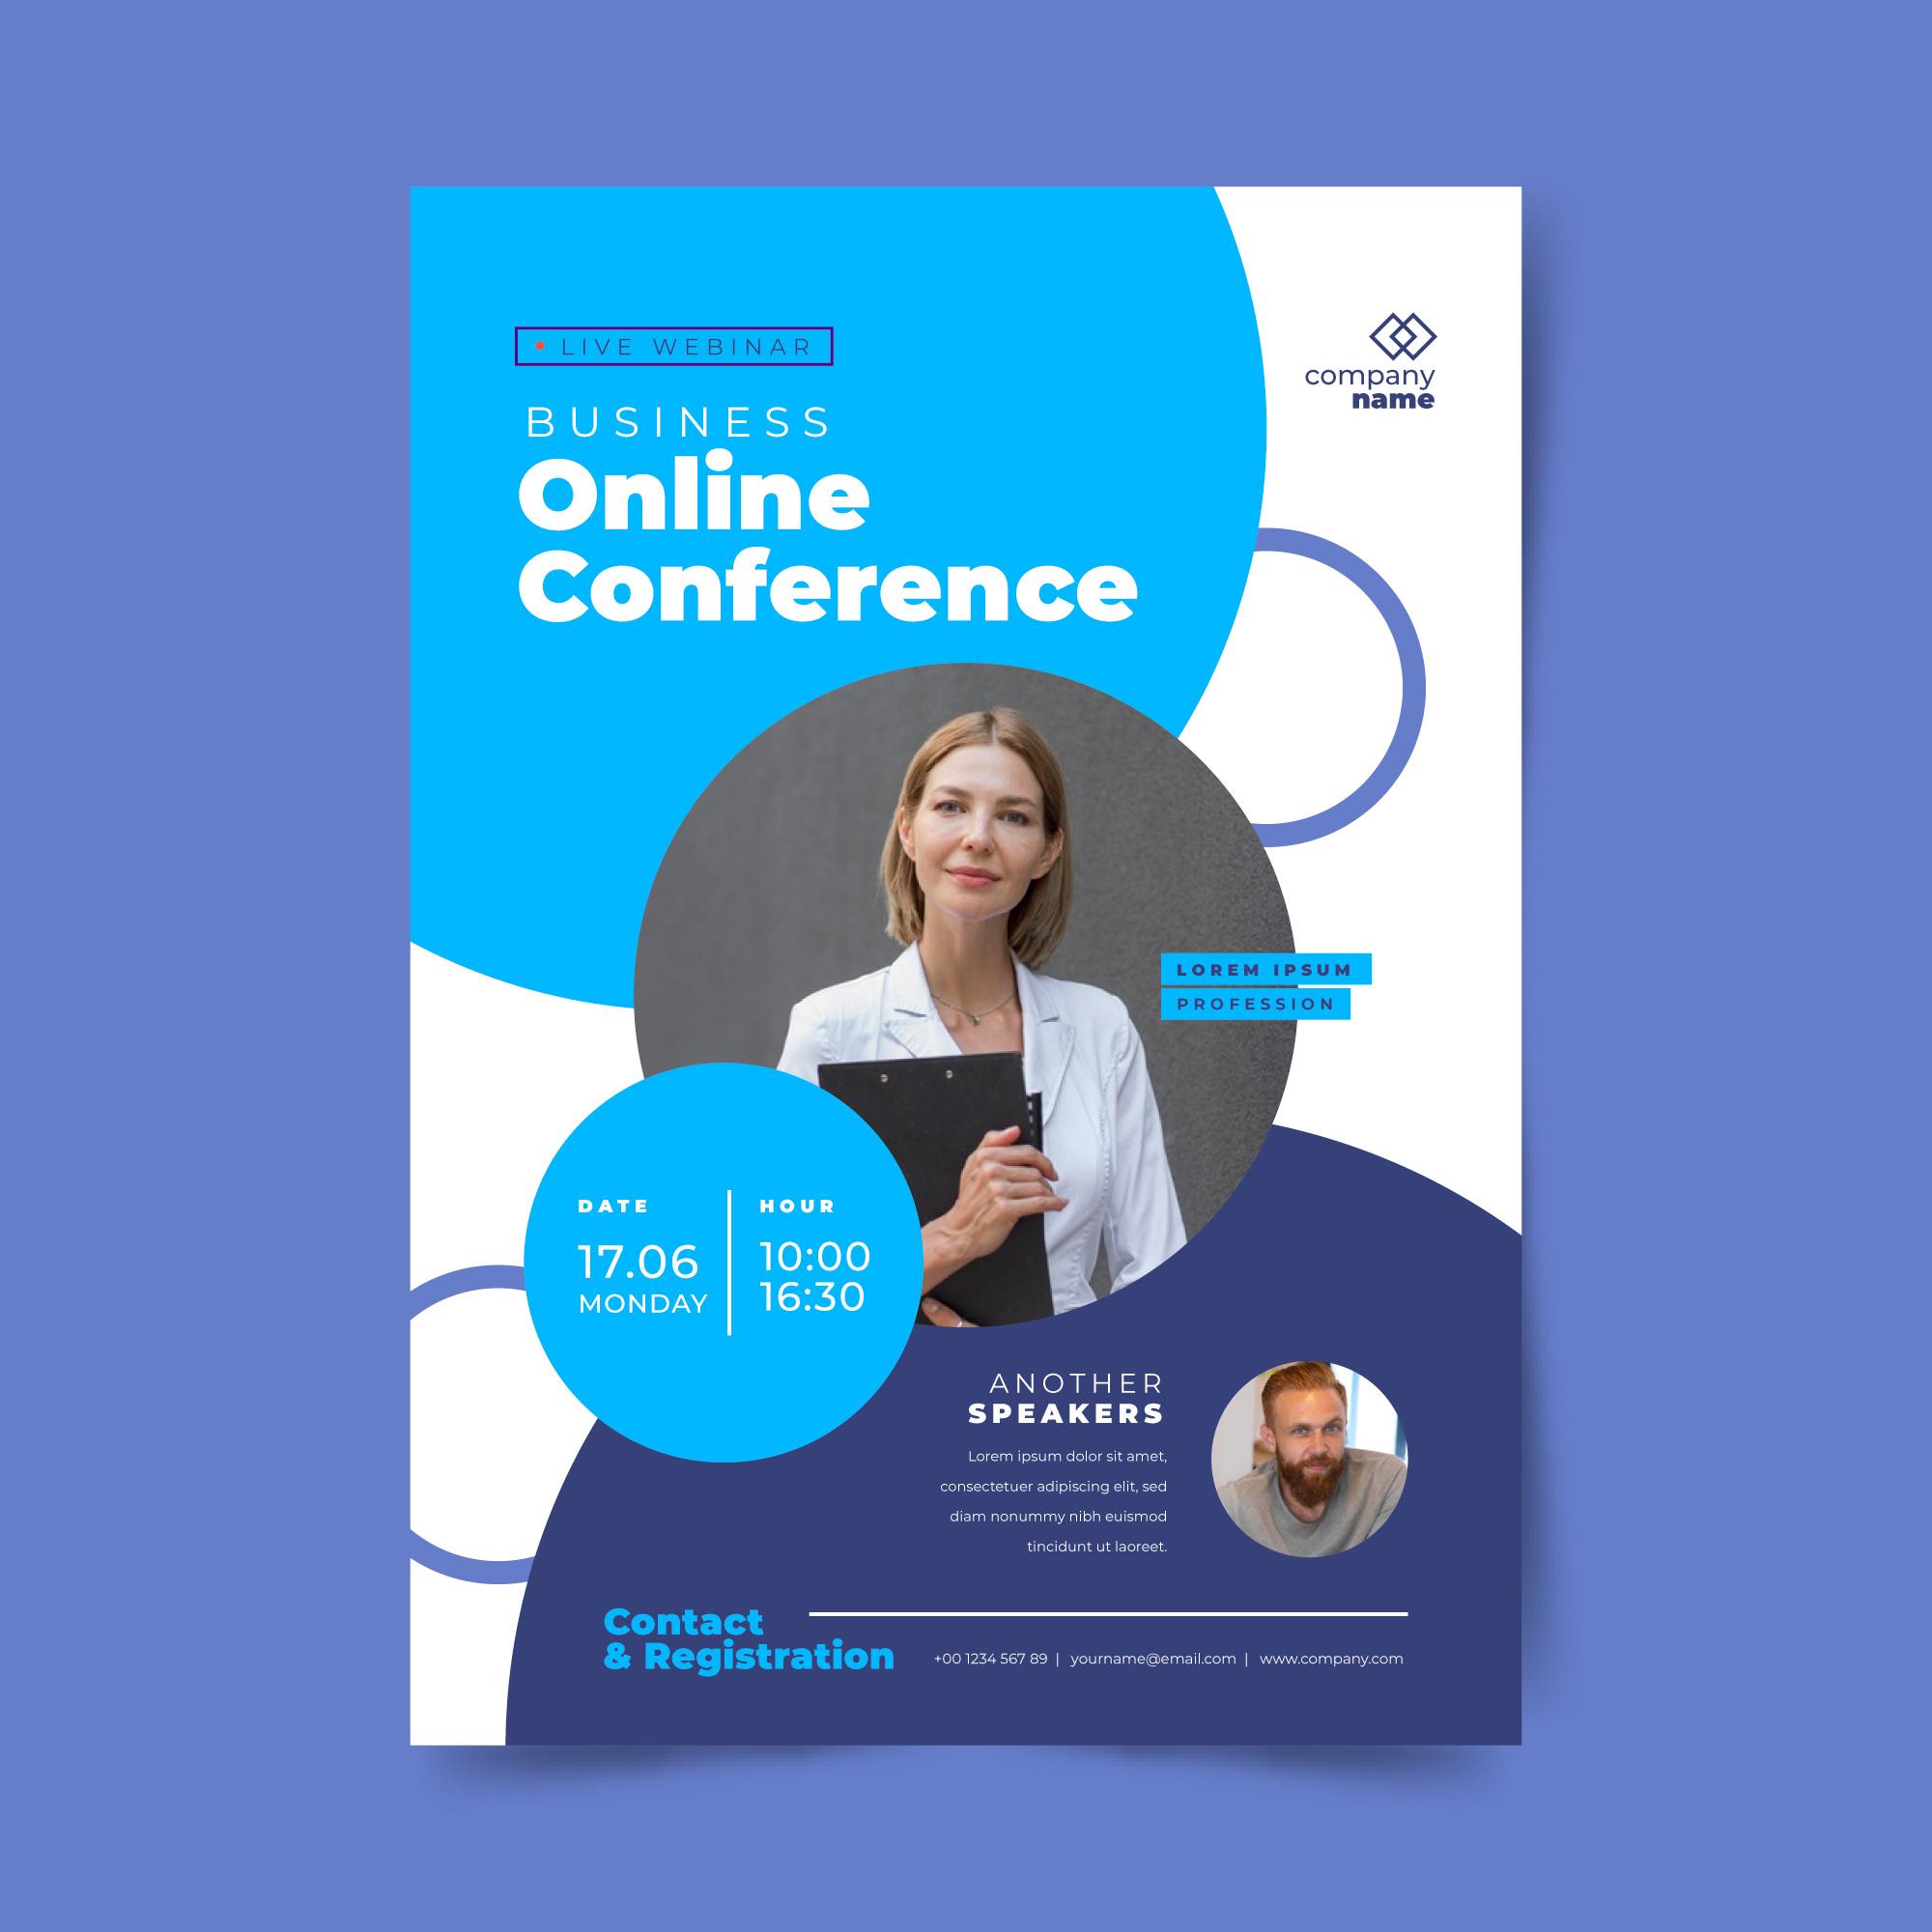 LIVE WEBINAR
company
name
BUSINESS
Online
Conference
LOREM IPSUM
PROFESSION
DATE
17.06
MONDAY
HOUR
10:00
16:30
ANOTHER
SPEAKERS
Lorem ipsum dolor sit amet,
consectetuer adipiscing elit, sed
diam nonummy nibh euismod
tincidunt ut laoreet.
Contact
& Registration
+00 1234 567 89 | yourname@email.com | www.company.com